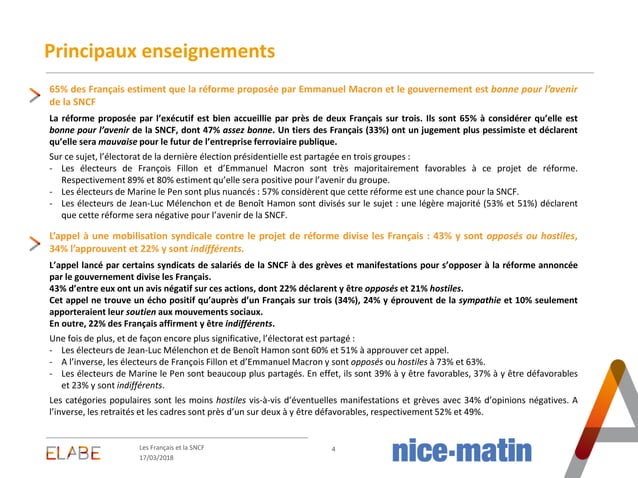 Principaux enseignements
65% des Français estiment que la réforme proposée par Emmanuel Macron et le gouvernement est bonne pour l'avenir
de la SNCF
La réforme proposée par l'exécutif est bien accueillie par près de deux Français sur trois. Ils sont 65% à considérer qu'elle est
bonne pour l'avenir de la SNCF, dont 47% assez bonne. Un tiers des Français (33%) ont un jugement plus pessimiste et déclarent
qu'elle sera mauvaise pour le futur de l'entreprise ferroviaire publique.
Sur ce sujet, l'électorat de la dernière élection présidentielle est partagée en trois groupes :
- Les électeurs de François Fillon et d'Emmanuel Macron sont très majoritairement favorables à ce projet de réforme.
Respectivement 89% et 80% estiment qu'elle sera positive pour l'avenir du groupe.
- Les électeurs de Marine le Pen sont plus nuancés : 57% considèrent que cette réforme est une chance pour la SNCF.
- Les électeurs de Jean-Luc Mélenchon et de Benoît Hamon sont divisés sur le sujet : une légère majorité (53% et 51%) déclarent
que cette réforme sera négative pour l'avenir de la SNCF.
L'appel à une mobilisation syndicale contre le projet de réforme divise les Français : 43% y sont opposés ou hostiles,
34% l'approuvent et 22% y sont indifférents.
L'appel lancé par certains syndicats de salariés de la SNCF à des grèves et manifestations pour s'opposer à la réforme annoncée
par le gouvernement divise les Français.
43% d'entre eux ont un avis négatif sur ces actions, dont 22% déclarent y être opposés et 21% hostiles.
Cet appel ne trouve un écho positif qu'auprès d'un Français sur trois (34%), 24% y éprouvent de la sympathie et 10% seulement
apporteraient leur soutien aux mouvements sociaux.
En outre, 22% des Français affirment y être indifférents.
Une fois de plus, et de façon encore plus significative, l'électorat est partagé :
- Les électeurs de Jean-Luc Mélenchon et de Benoît Hamon sont 60% et 51% à approuver cet appel.
- A l'inverse, les électeurs de François Fillon et d'Emmanuel Macron y sont opposés ou hostiles à 73% et 63%.
- Les électeurs de Marine le Pen sont beaucoup plus partagés. En effet, ils sont 39% à y être favorables, 37% à y être défavorables
et 23% y sont indifférents.
Les catégories populaires sont les moins hostiles vis-à-vis d'éventuelles manifestations et grèves avec 34% d'opinions négatives. A
l'inverse, les retraités et les cadres sont près d'un sur deux à y être défavorables, respectivement 52% et 49%.
ELABE
Les Français et la SNCF
17/03/2018
4
nice-matin